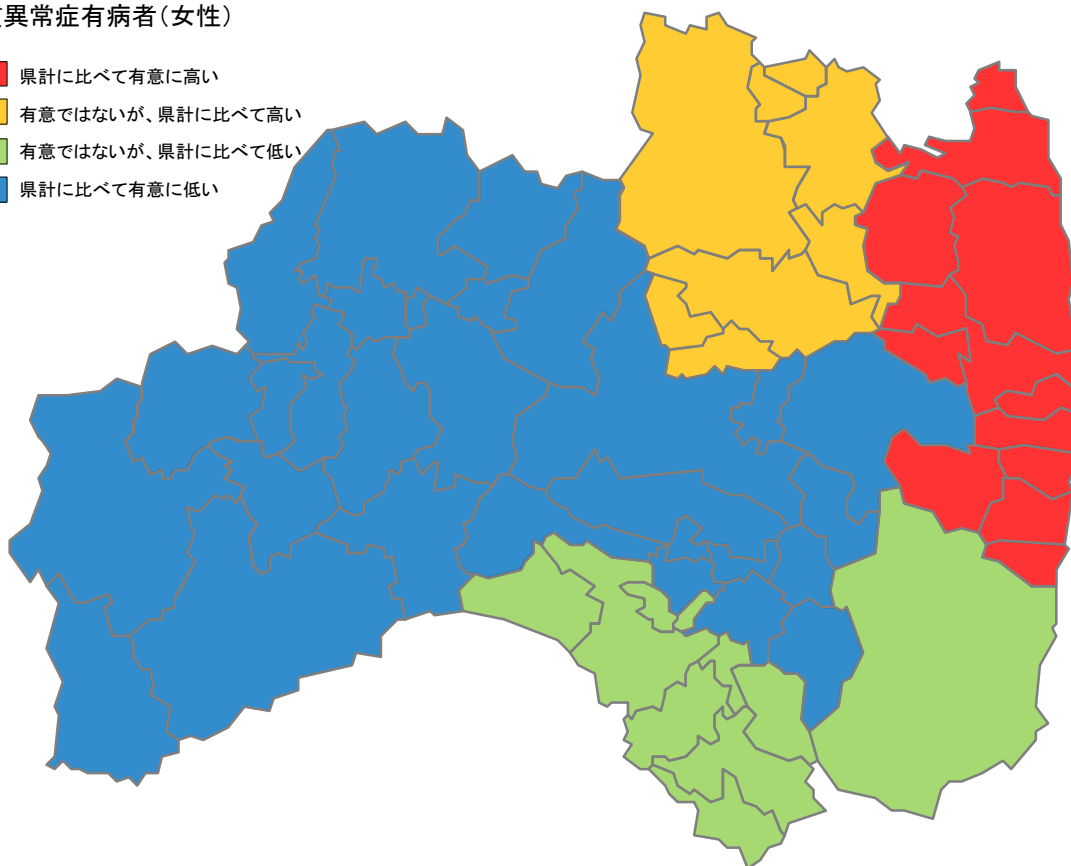 異常症有病者(女性)
県計に比べて有意に高い
有意ではないが、県計に比べて高い
有意ではないが、県計に比べて低い
県計に比べて有意に低い